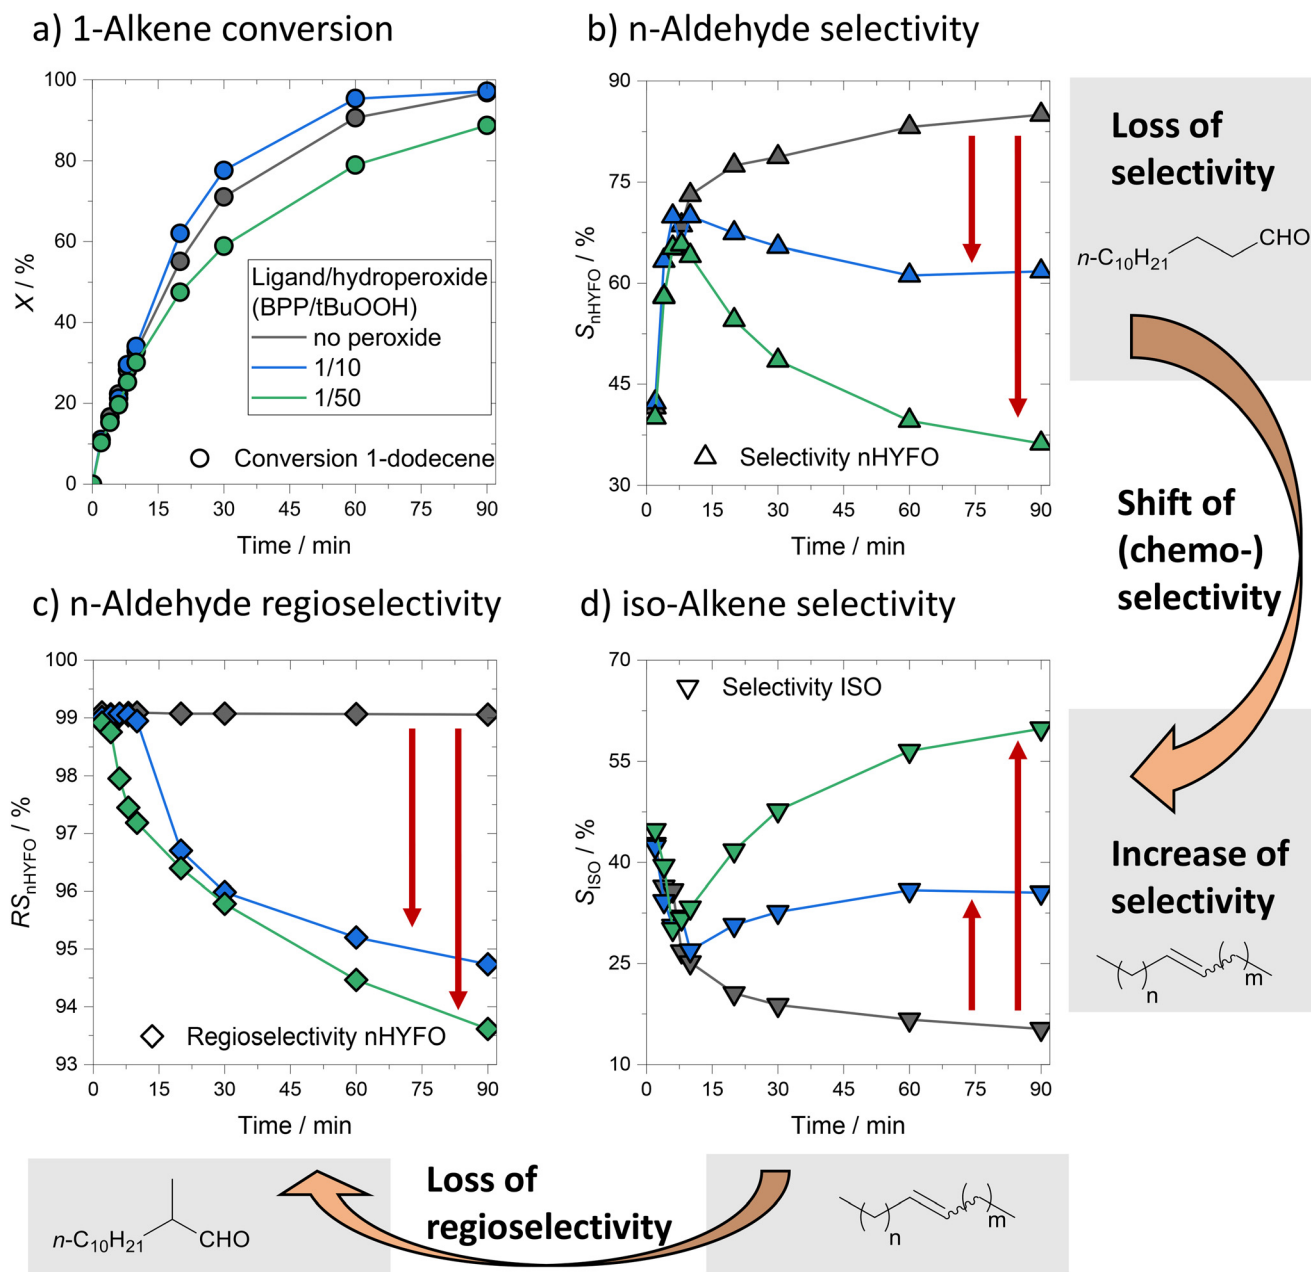 a) 1-Alkene conversion
100
80
60
40
20
0
X / %
Ligand/hydroperoxide
(BPP/tBuOOH)
no peroxide
1/10
1/50
Conversion 1-dodecene
0 15 30 45 60 75 90
Time / min
b) n-Aldehyde selectivity
90
75
60
45
30
SnHYFO / %
Selectivity nHYFO
0 15 30 45 60 75 90
Time / min
Loss of
selectivity
n-C10H21
CHO
Shift of
(chemo-)
selectivity
c) n-Aldehyde regioselectivity
100
99
98
97
96
95
94
93
RSnHYFO / %
Regioselectivity nHYFO
0 15 30 45 60 75 90
Time / min
d) iso-Alkene selectivity
70
55
40
25
10
SISO / %
Selectivity ISO
0 15 30 45 60 75 90
Time / min
Increase of
selectivity
( )n ( )m
n-C10H21
CHO
Loss of
regioselectivity
( )n ( )m